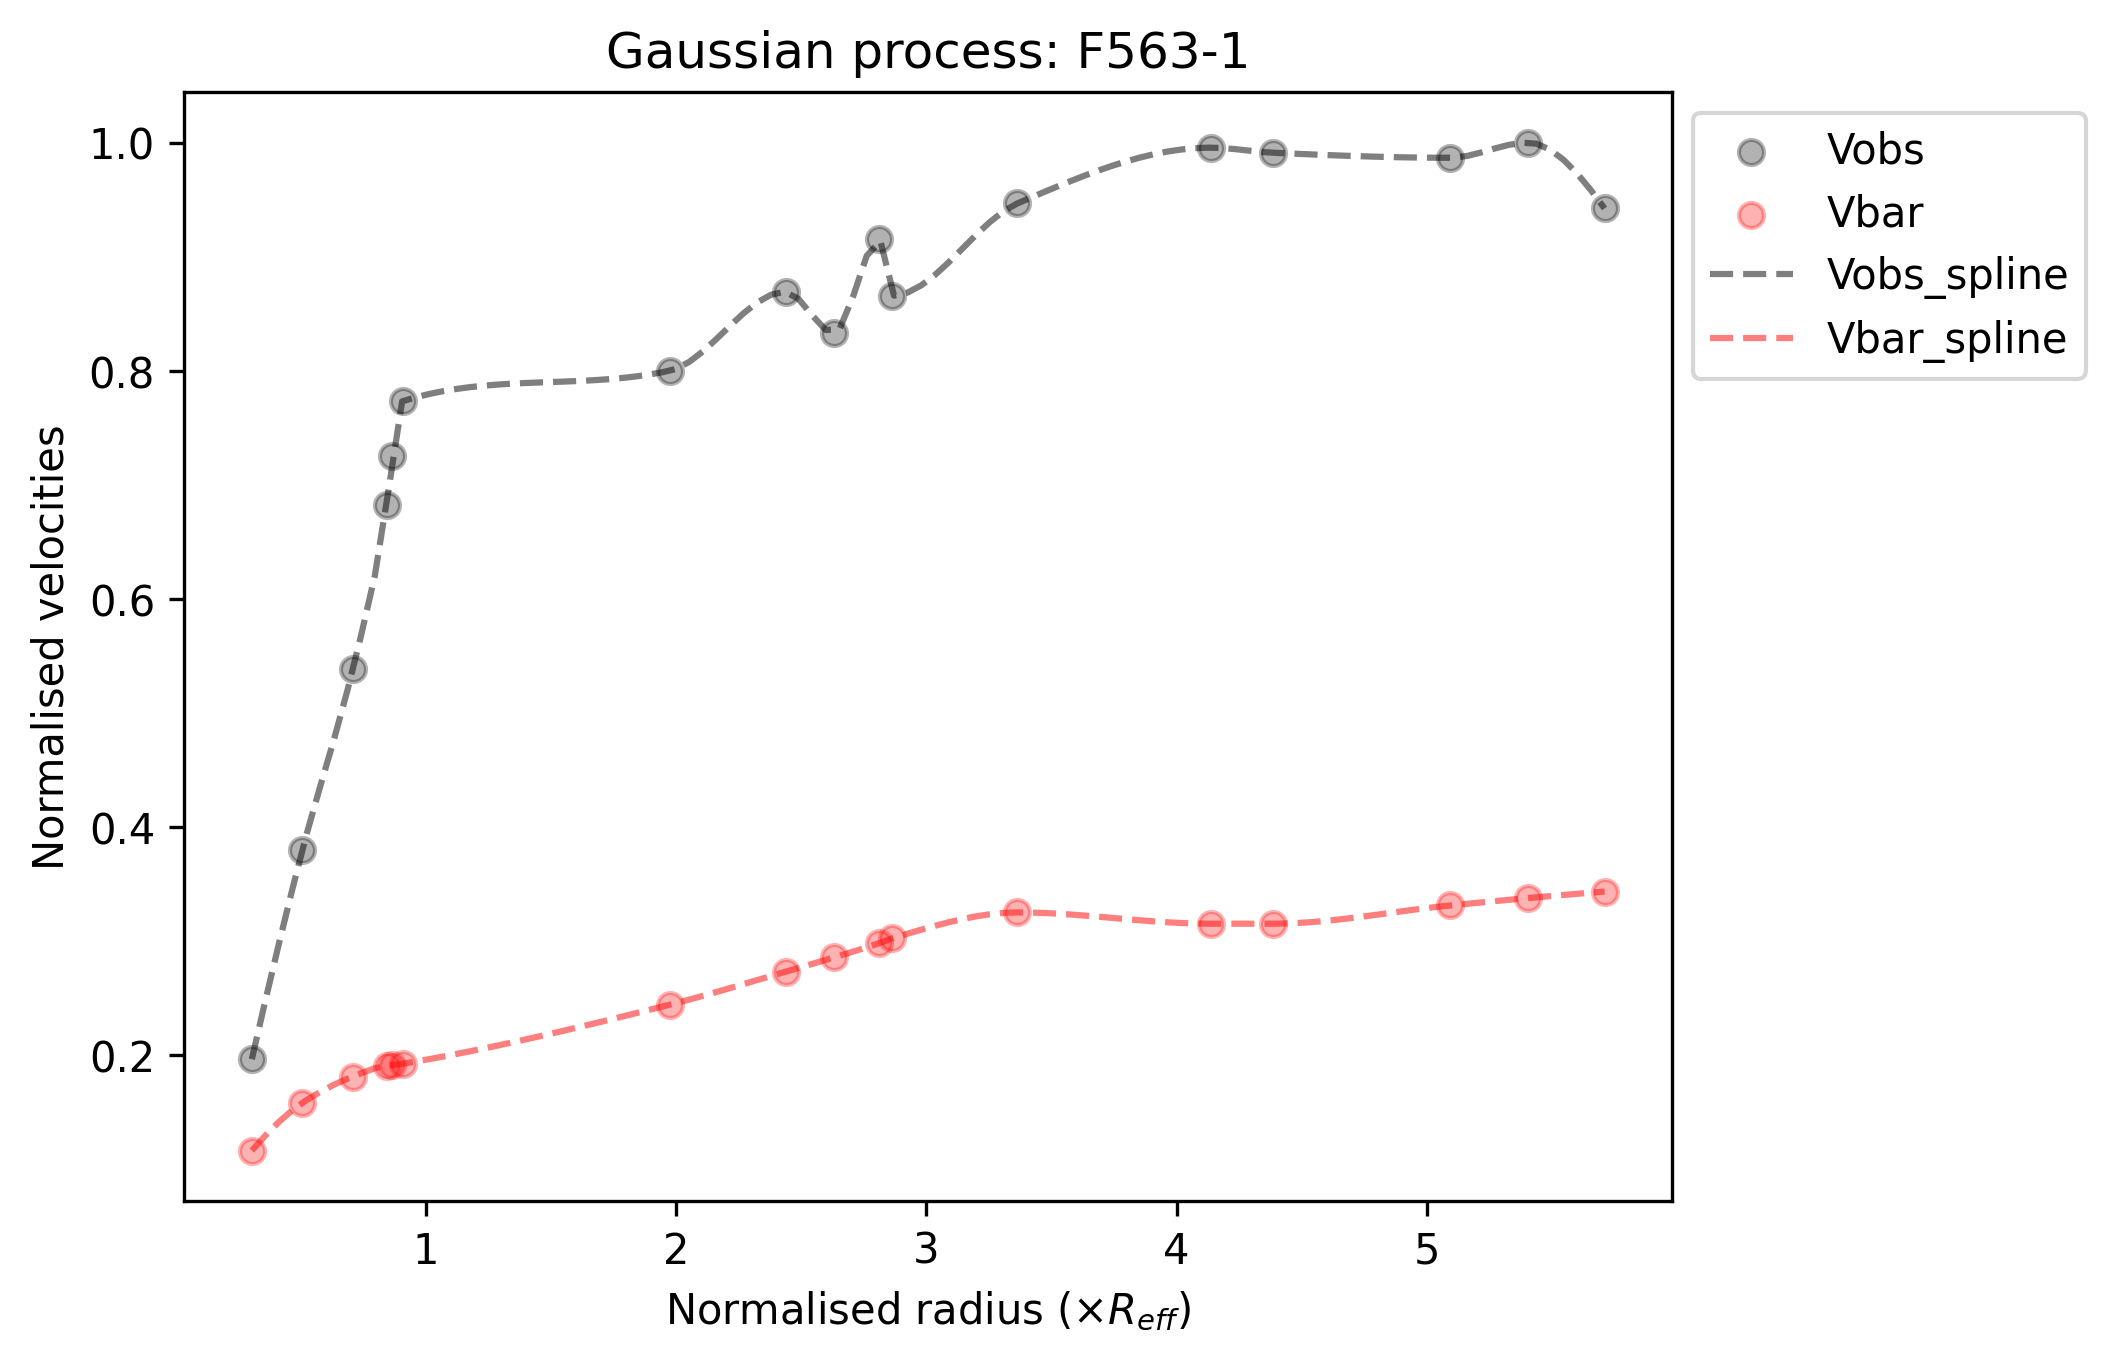 Gaussian process: F563-1
1.0
0.8
0.6
0.4
0.2
Normalised velocities
1 2 3 4 5
Normalised radius (×R_eff)
Vobs
Vbar
Vobs_spline
Vbar_spline